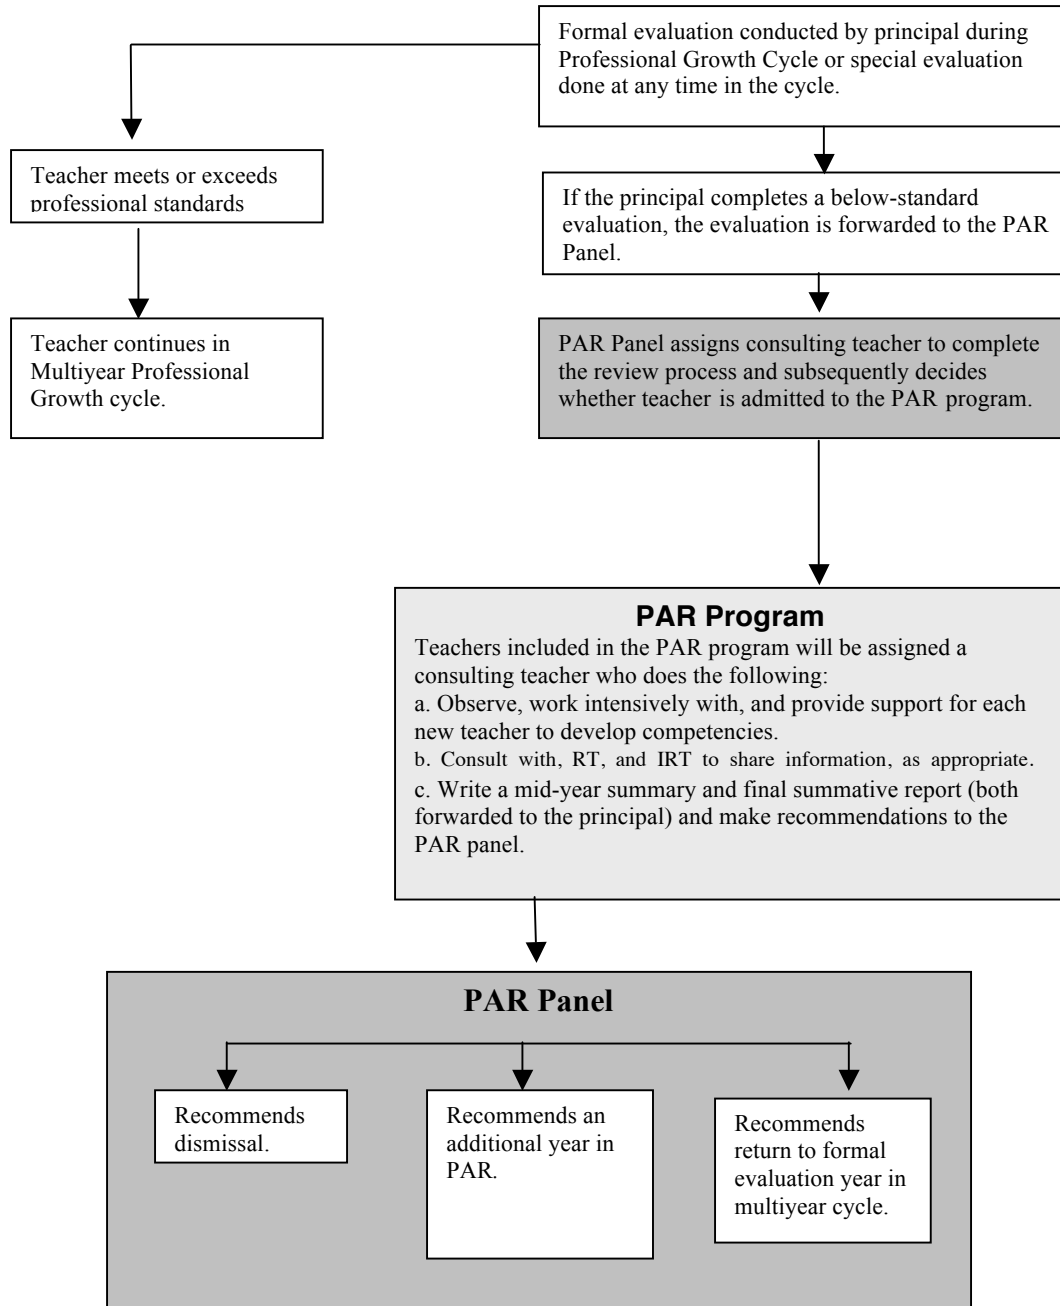 Formal evaluation conducted by principal during
Professional Growth Cycle or special evaluation
done at any time in the cycle.
Teacher meets or exceeds
professional standards
If the principal completes a below-standard
evaluation, the evaluation is forwarded to the PAR
Panel.
Teacher continues in
Multiyear Professional
Growth cycle.
PAR Panel assigns consulting teacher to complete
the review process and subsequently decides
whether teacher is admitted to the PAR program.
PAR Program
Teachers included in the PAR program will be assigned a
consulting teacher who does the following:
a. Observe, work intensively with, and provide support for each
new teacher to develop competencies.
b. Consult with, RT, and IRT to share information, as appropriate.
c. Write a mid-year summary and final summative report (both
forwarded to the principal) and make recommendations to the
PAR panel.
PAR Panel
Recommends
dismissal.
Recommends an
additional year in
PAR.
Recommends
return to formal
evaluation year in
multiyear cycle.